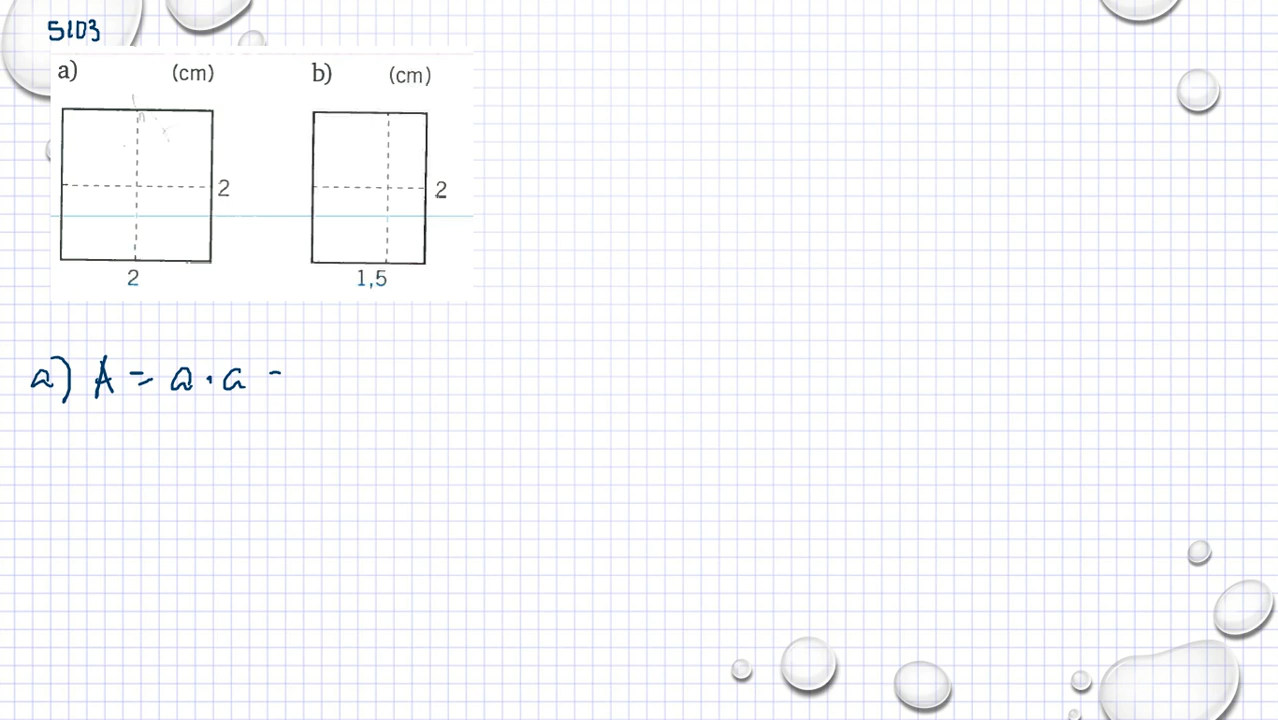 5103
a) (cm) b) (cm)
2 2
2 1,5
a) A = a · a =